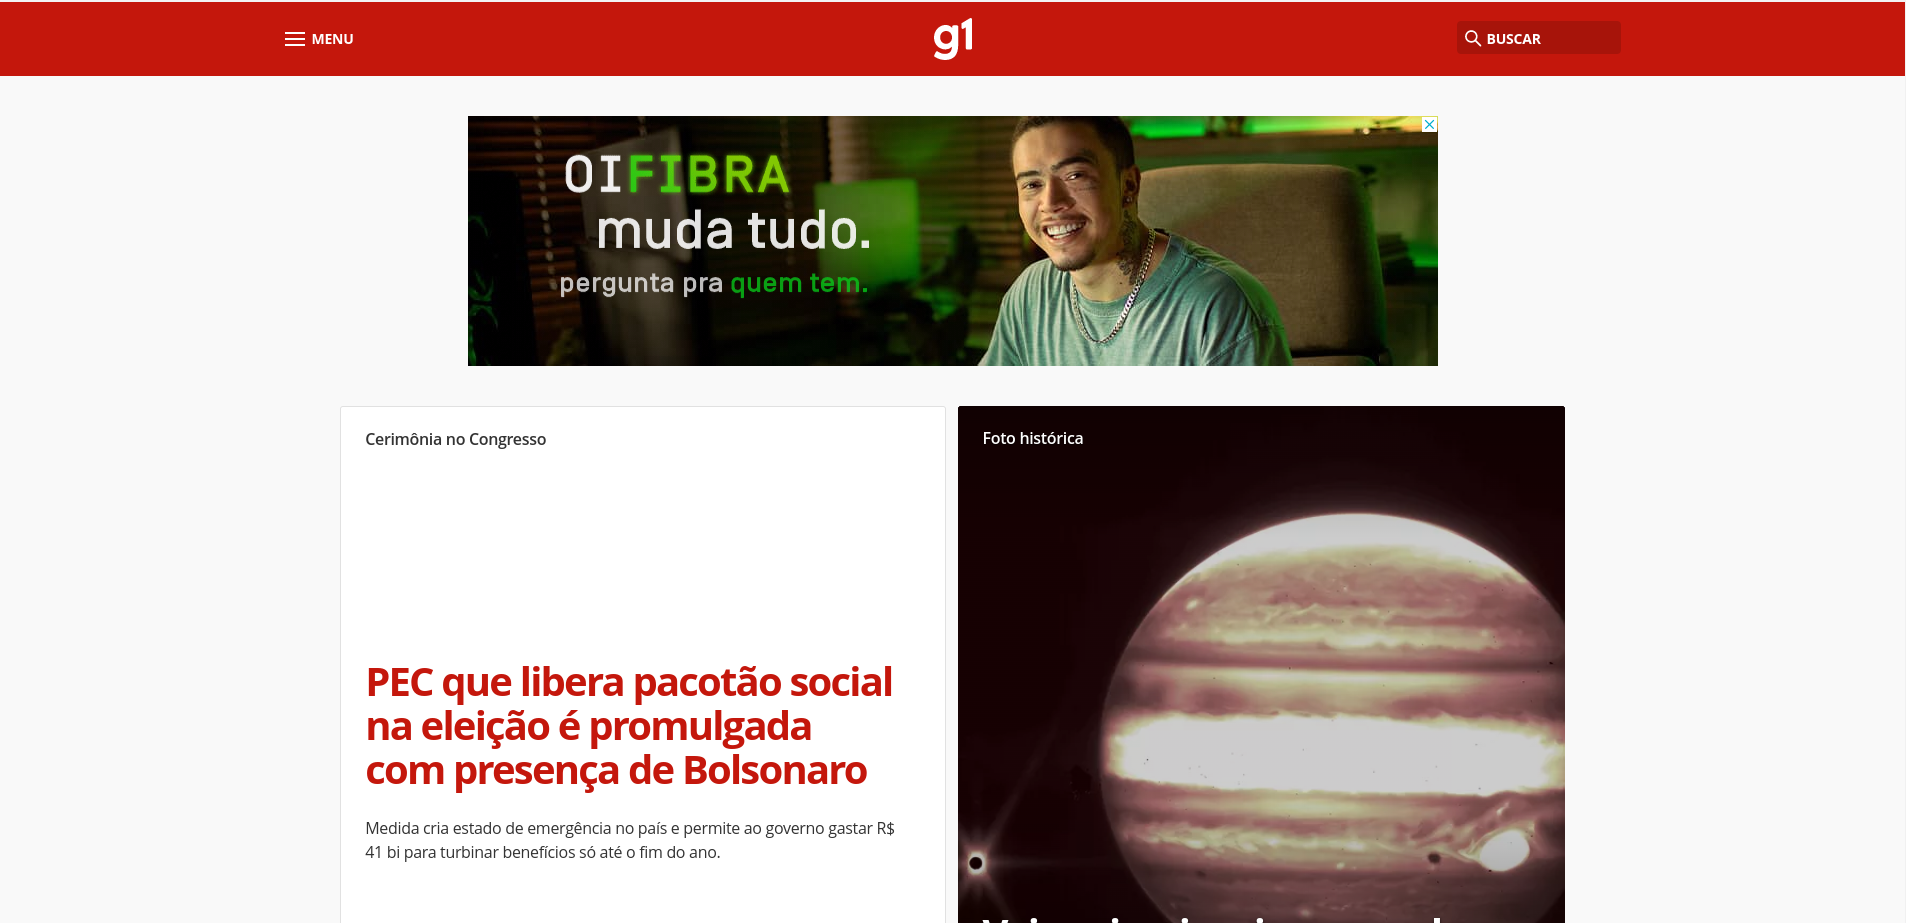 MENU
g1
BUSCAR
OIFIBRA
muda tudo.
pergunta pra quem tem.
Cerimônia no Congresso
PEC que libera pacotão social
na eleição é promulgada
com presença de Bolsonaro
Medida cria estado de emergência no país e permite ao governo gastar R$
41 bi para turbinar benefícios só até o fim do ano.
Foto histórica